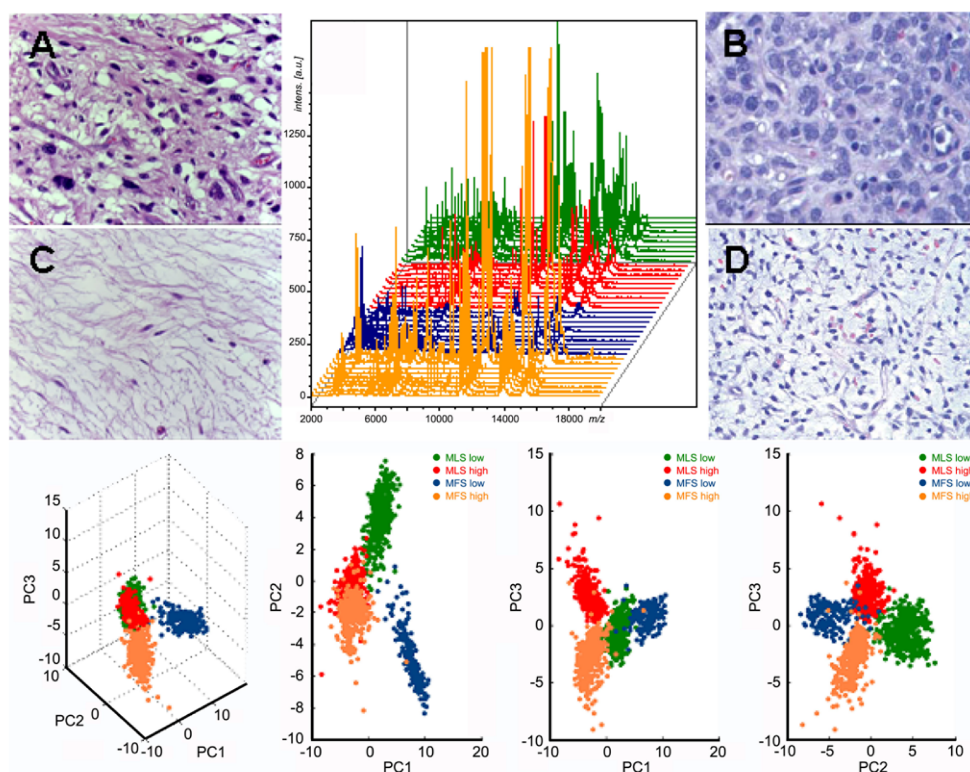 A
B
C
D
intens. [a.u.]
1250
1000
750
500
250
0
2000 6000 10000 14000 18000 m/z
15
10
5
0
-5
-10
PC3
10
0
-10
PC2
-10
0
10
PC1
MLS low
MLS high
MFS low
MFS high
8
6
4
2
0
-2
-4
-6
-8
-10
PC2
-10 0 10 20
PC1
MLS low
MLS high
MFS low
MFS high
15
10
5
0
-5
-10
PC3
-10 0 10 20
PC1
MLS low
MLS high
MFS low
MFS high
15
10
5
0
-5
-10
PC3
-10 -5 0 5 10
PC2